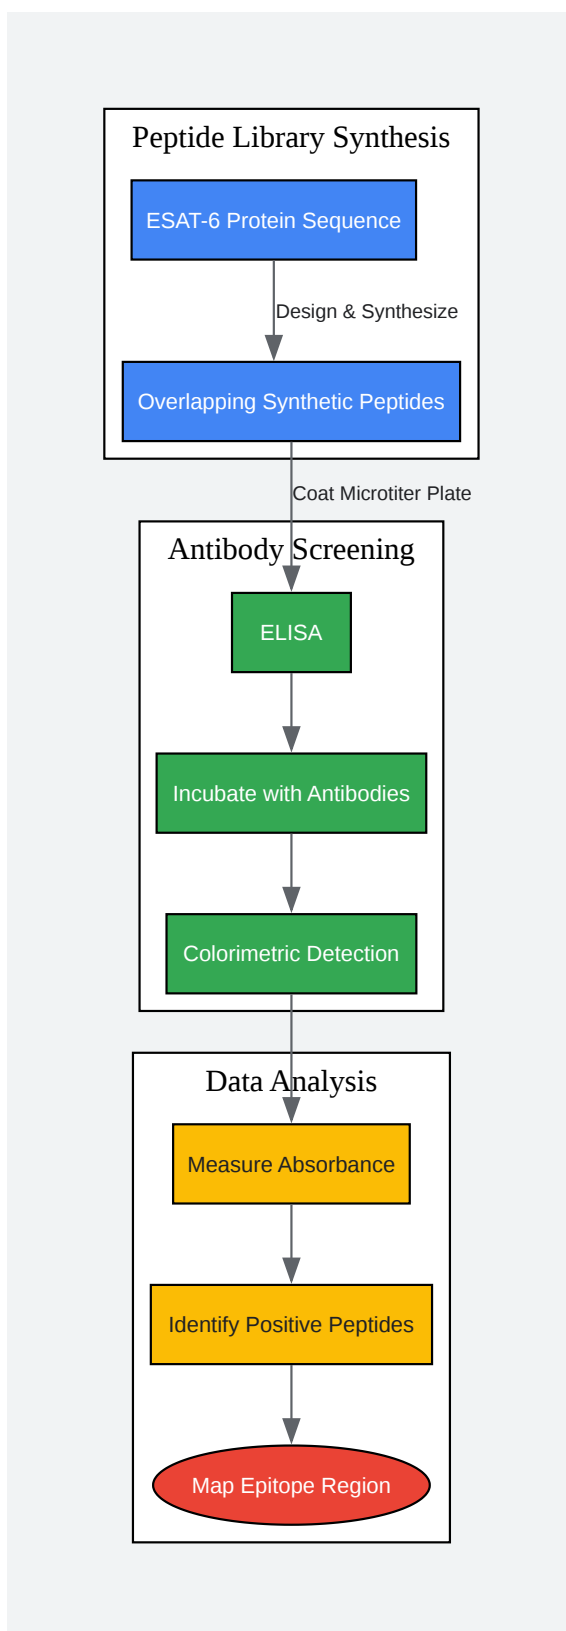 Peptide Library Synthesis
ESAT-6 Protein Sequence
Design & Synthesize
Overlapping Synthetic Peptides
Coat Microtiter Plate
Antibody Screening
ELISA
Incubate with Antibodies
Colorimetric Detection
Data Analysis
Measure Absorbance
Identify Positive Peptides
Map Epitope Region